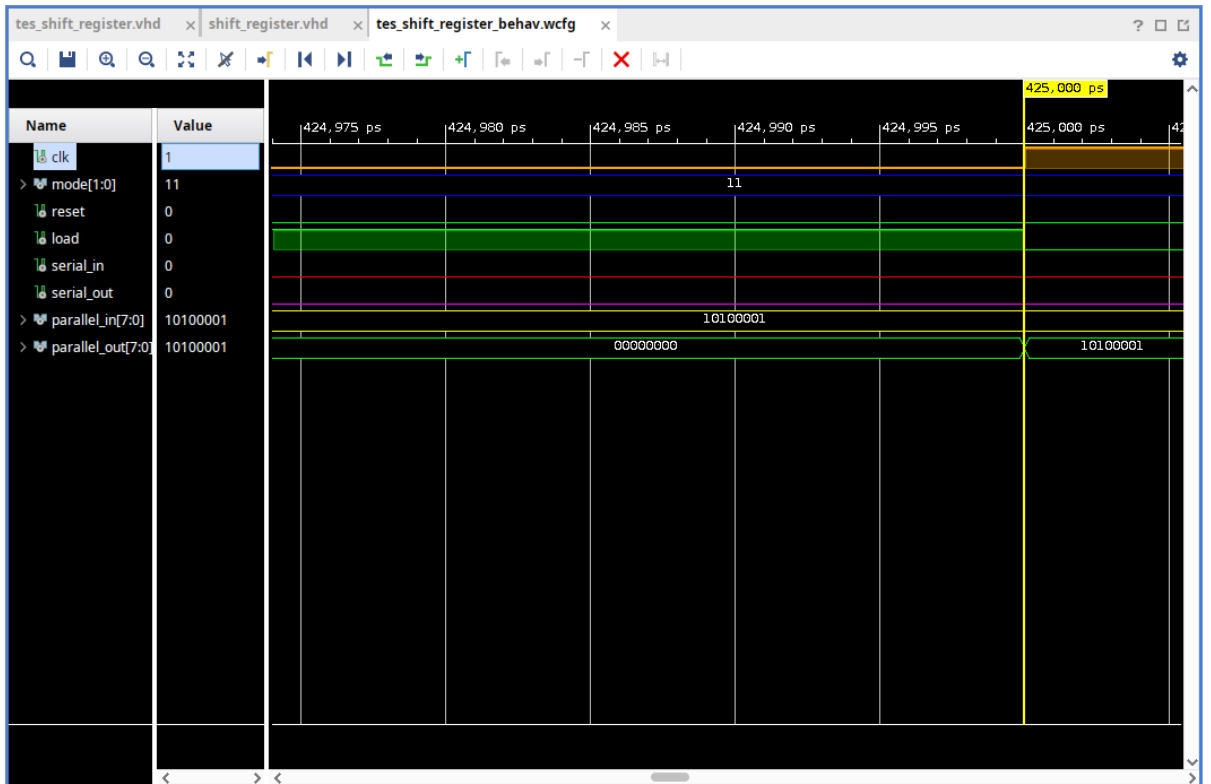 tes_shift_register.vhd × shift_register.vhd × tes_shift_register_behav.wcfg × ?
425,000 ps
Name Value 424,975 ps 424,980 ps 424,985 ps 424,990 ps 424,995 ps 425,000 ps 42
clk 1
mode[1:0] 11 11
reset 0
load 0
serial_in 0
serial_out 0
parallel_in[7:0] 10100001 10100001
parallel_out[7:0] 10100001 00000000 10100001